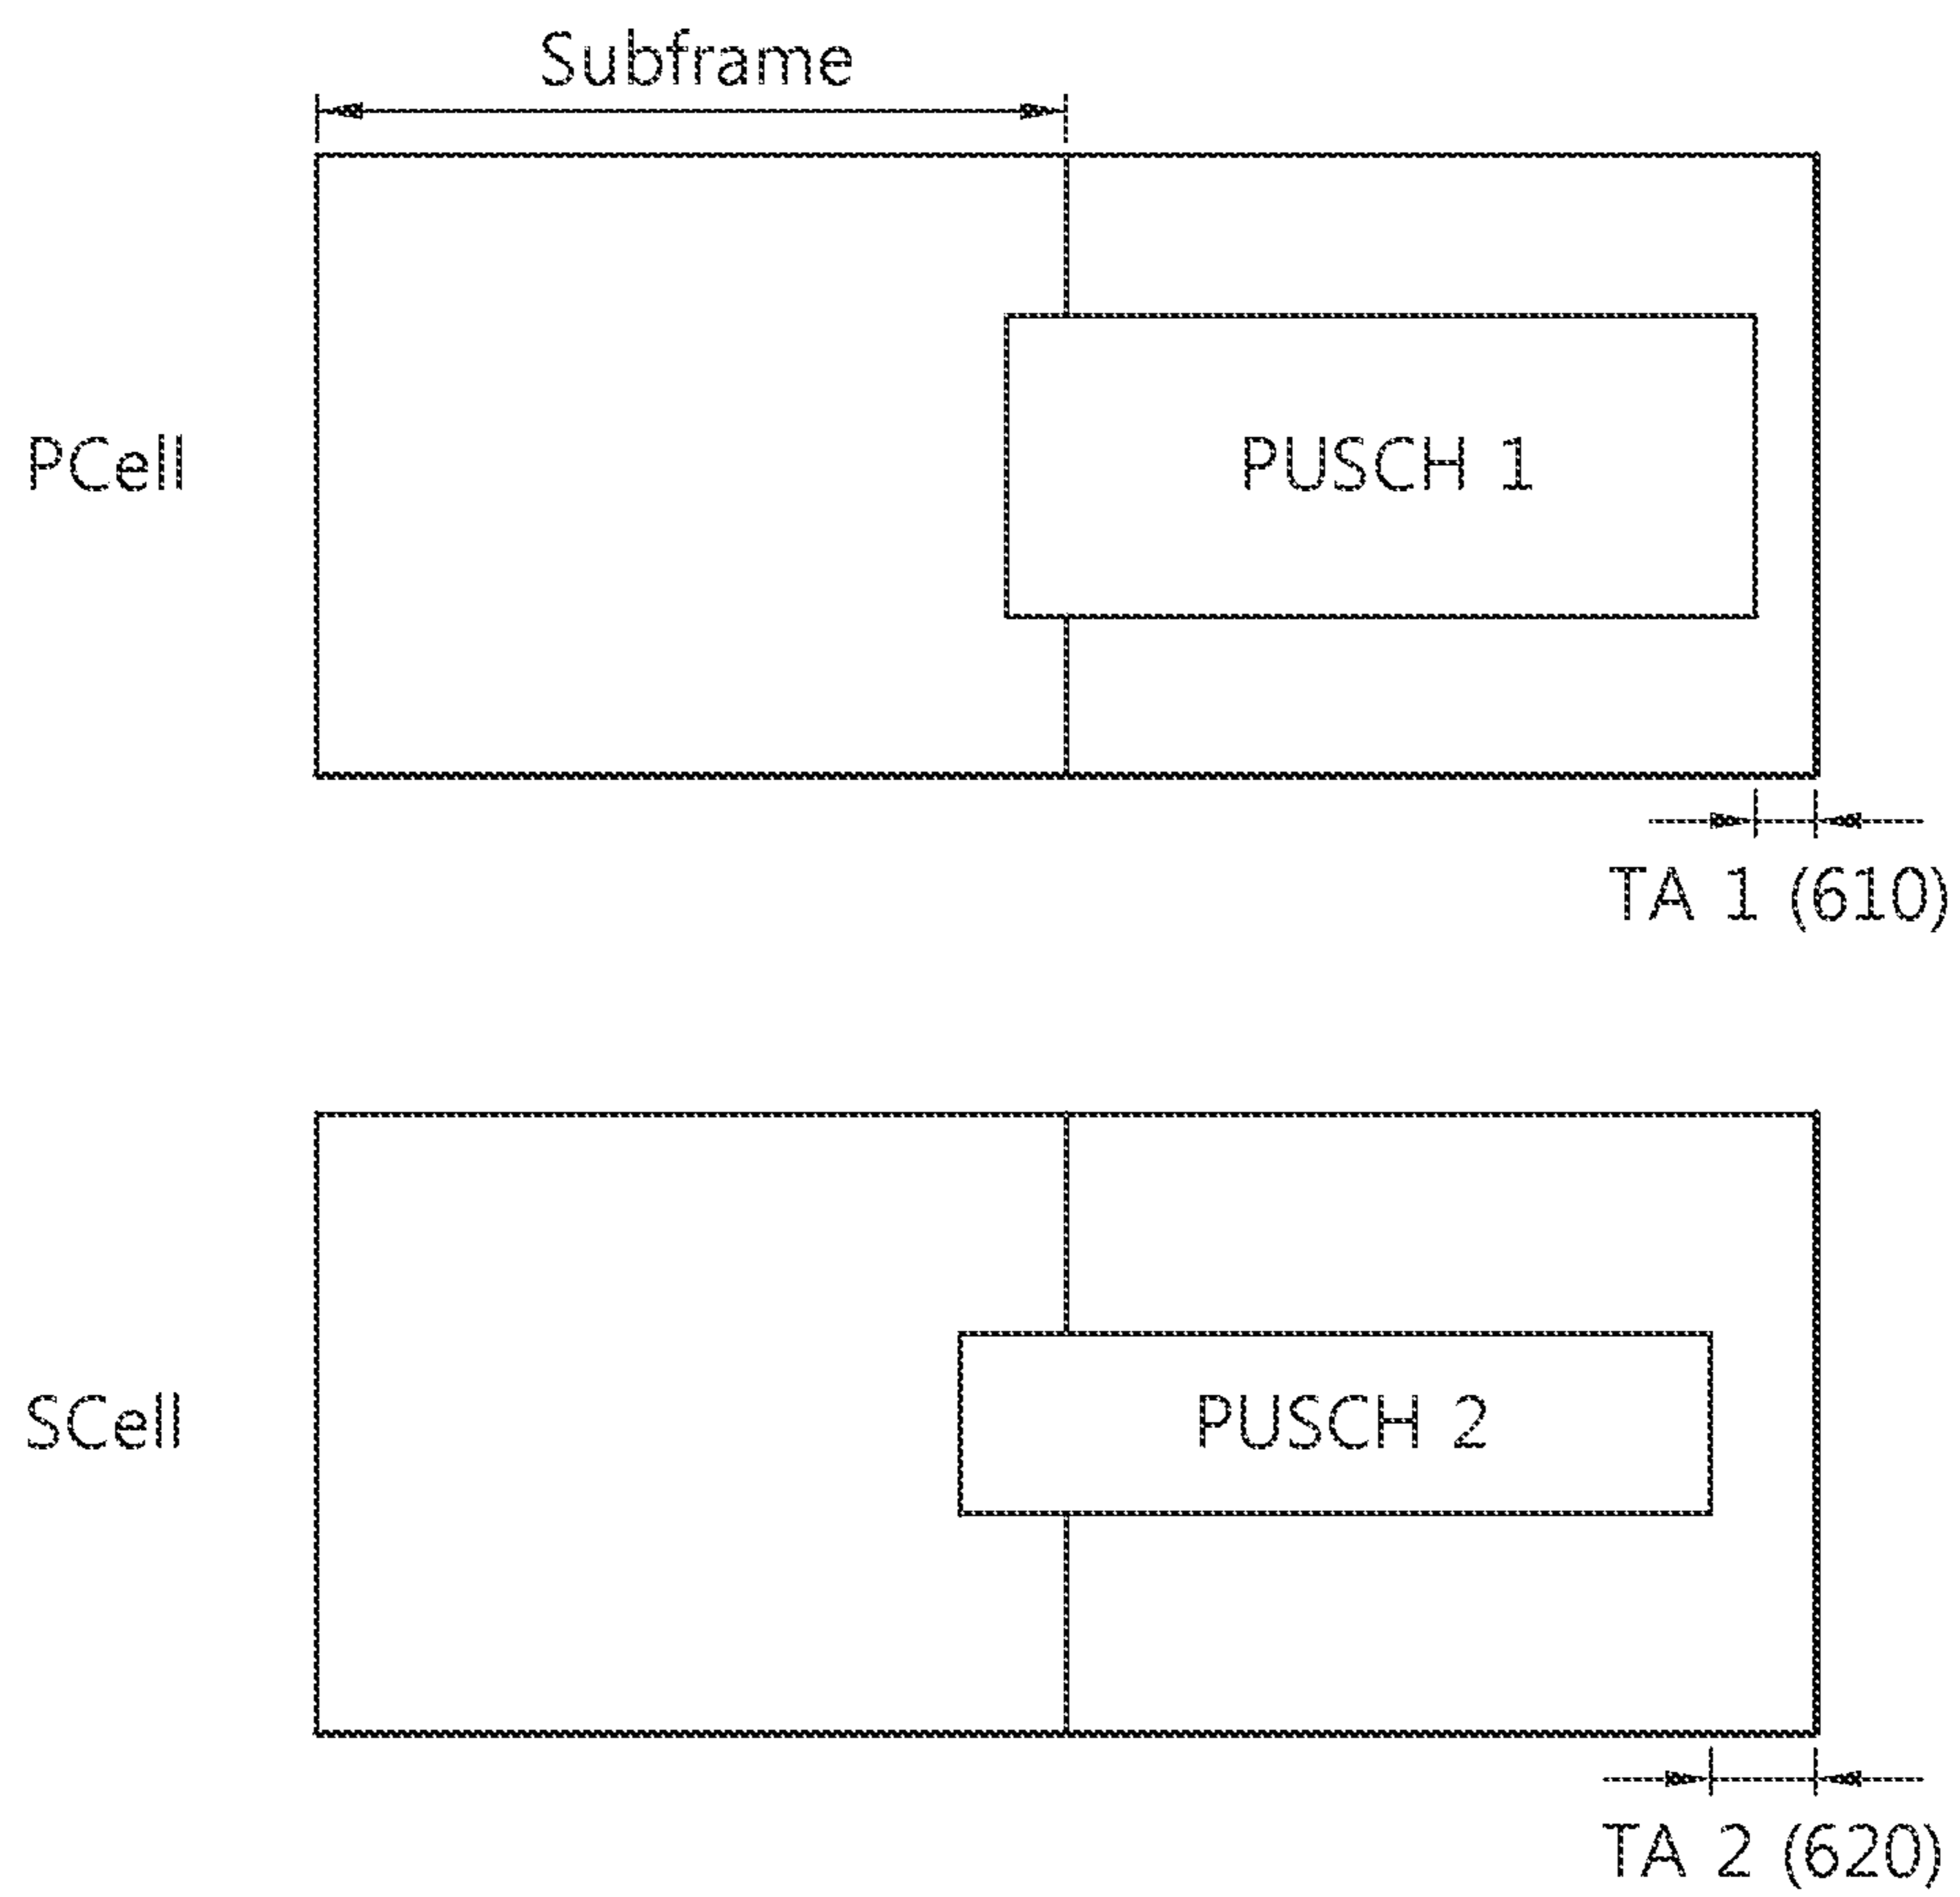 Subframe
PCell
PUSCH 1
TA 1 (610)
SCell
PUSCH 2
TA 2 (620)